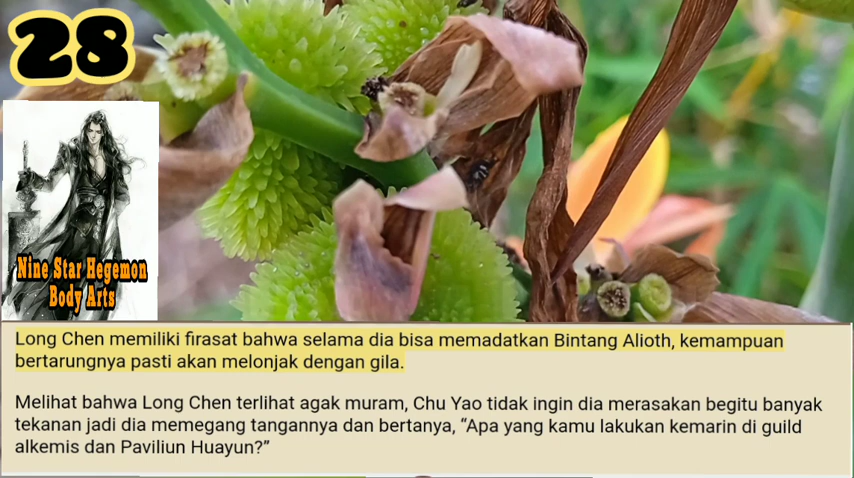 28
Nine Star Hegemon
Body Arts
Long Chen memiliki firasat bahwa selama dia bisa memadatkan Bintang Alioth, kemampuan
bertarungnya pasti akan melonjak dengan gila.
Melihat bahwa Long Chen terlihat agak muram, Chu Yao tidak ingin dia merasakan begitu banyak
tekanan jadi dia memegang tangannya dan bertanya, “Apa yang kamu lakukan kemarin di guild
alkemis dan Paviliun Huayun?”